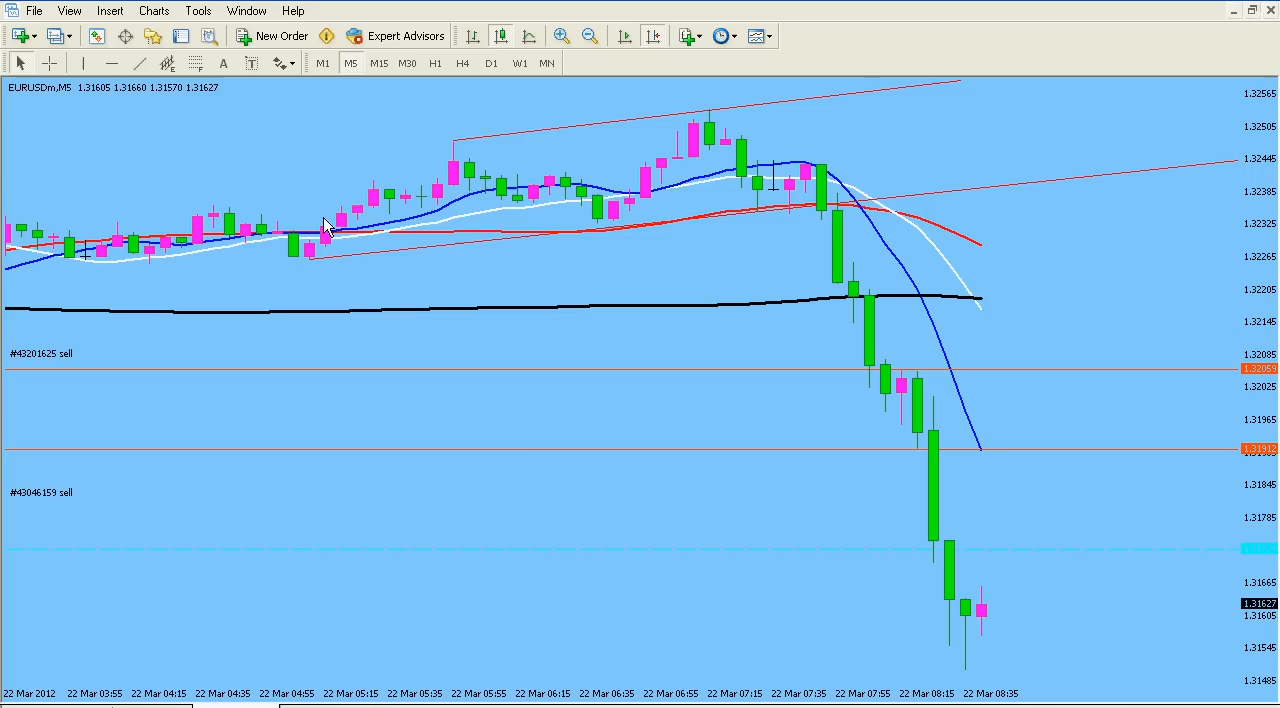 File View Insert Charts Tools Window Help
New Order Expert Advisors
A T M1 M5 M15 M30 H1 H4 D1 W1 MN
EURUSDm,M5 1.31605 1.31660 1.31570 1.31627
1.32565
1.32505
1.32445
1.32385
1.32325
1.32265
1.32205
1.32145
#43201625 sell
1.32085
1.32059
1.32025
1.31965
1.31912
1.31845
#43046159 sell
1.31785
1.31665
1.31627
1.31605
1.31545
1.31485
22 Mar 2012 22 Mar 03:55 22 Mar 04:15 22 Mar 04:35 22 Mar 04:55 22 Mar 05:15 22 Mar 05:35 22 Mar 05:55 22 Mar 06:15 22 Mar 06:35 22 Mar 06:55 22 Mar 07:15 22 Mar 07:35 22 Mar 07:55 22 Mar 08:15 22 Mar 08:35